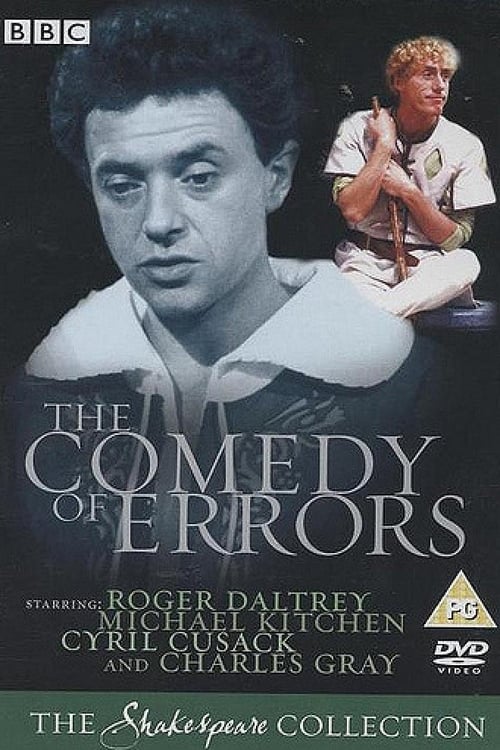 BBC
THE
COMEDY
OF ERRORS
STARRING: ROGER DALTREY
MICHAEL KITCHEN
CYRIL CUSACK
AND CHARLES GRAY
PG
DVD
VIDEO
THE Shakespeare COLLECTION